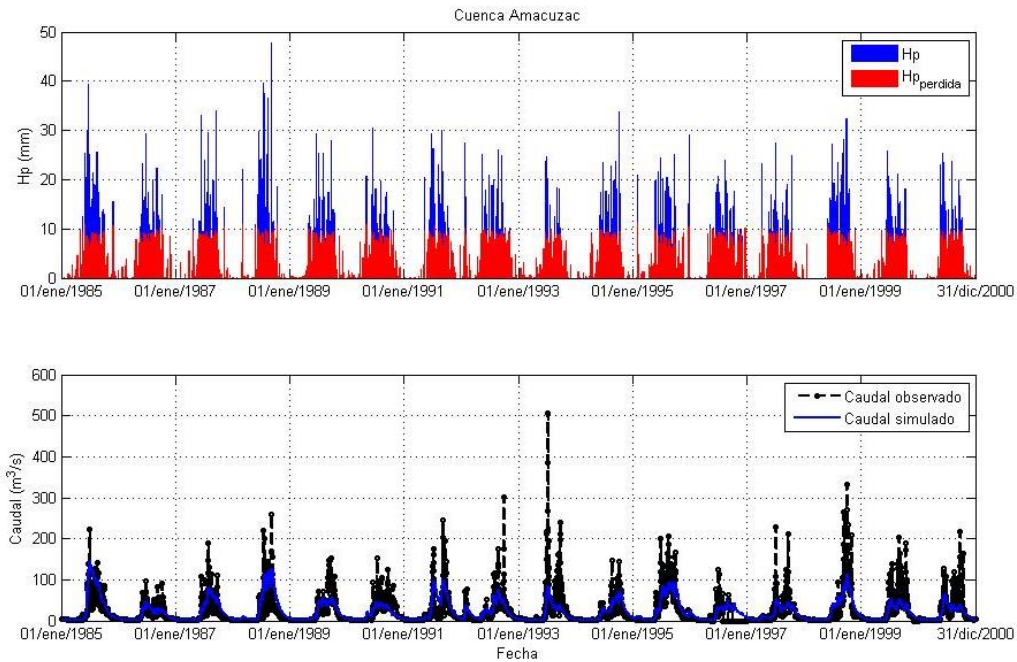 Cuenca Amacuzac
50
40
30
20
10
0
Hp (mm)
Hp
Hp_perdida
01/ene/1985 01/ene/1987 01/ene/1989 01/ene/1991 01/ene/1993 01/ene/1995 01/ene/1997 01/ene/1999 31/dic/2000
600
500
400
300
200
100
0
Caudal (m³/s)
Caudal observado
Caudal simulado
01/ene/1985 01/ene/1987 01/ene/1989 01/ene/1991 01/ene/1993 01/ene/1995 01/ene/1997 01/ene/1999 31/dic/2000
Fecha